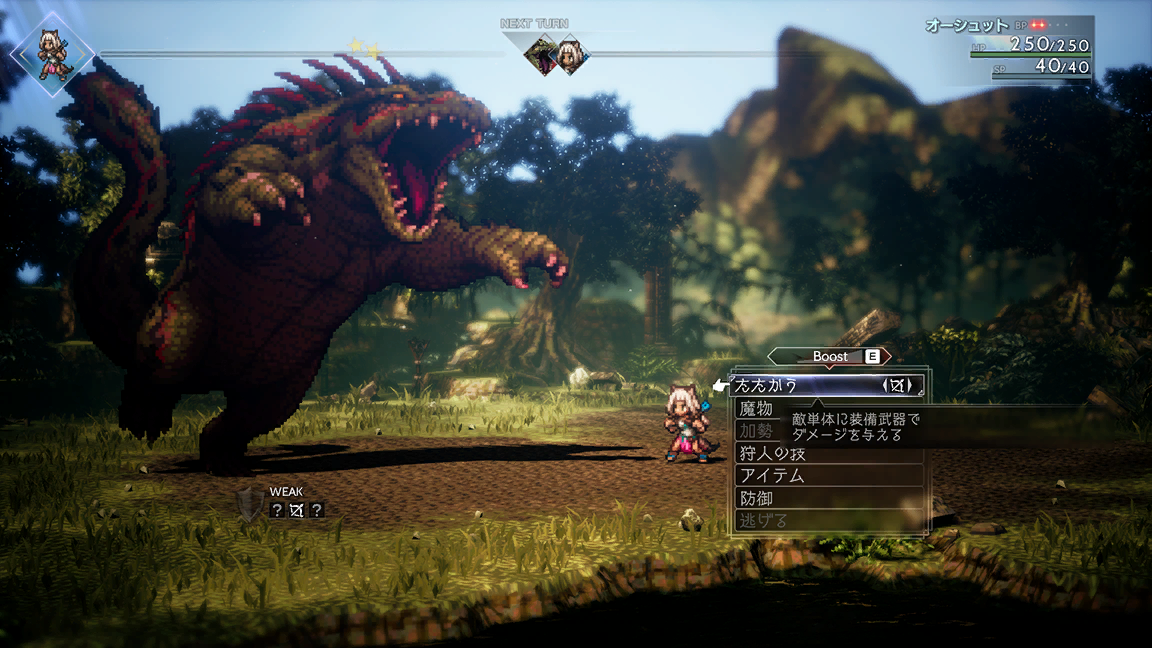 NEXT TURN
オーシュット BP
HP 250/250
SP 40/40
Boost E
たたかう
魔物
加勢
敵単体に装備武器で
ダメージを与える
狩人の技
アイテム
防御
逃げる
WEAK
? ?